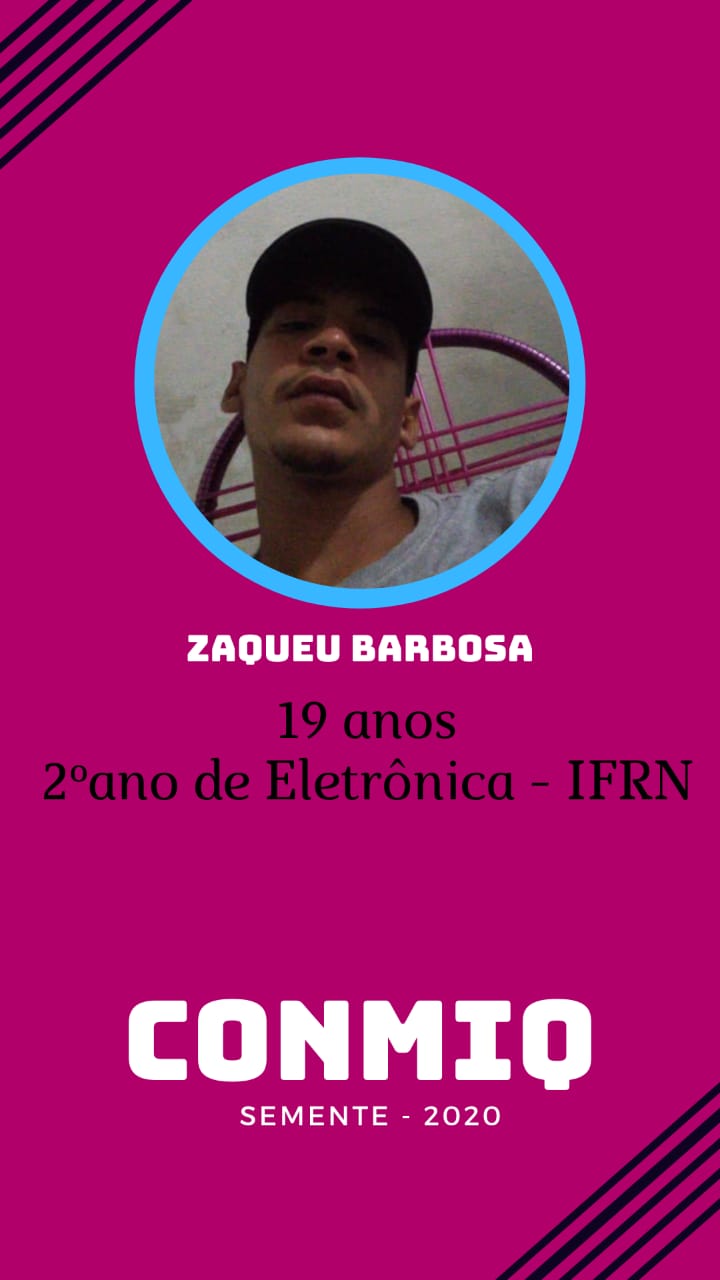 ZAQUEU BARBOSA
19 anos
2ºano de Eletrônica - IFRN
CONMIQ
SEMENTE - 2020